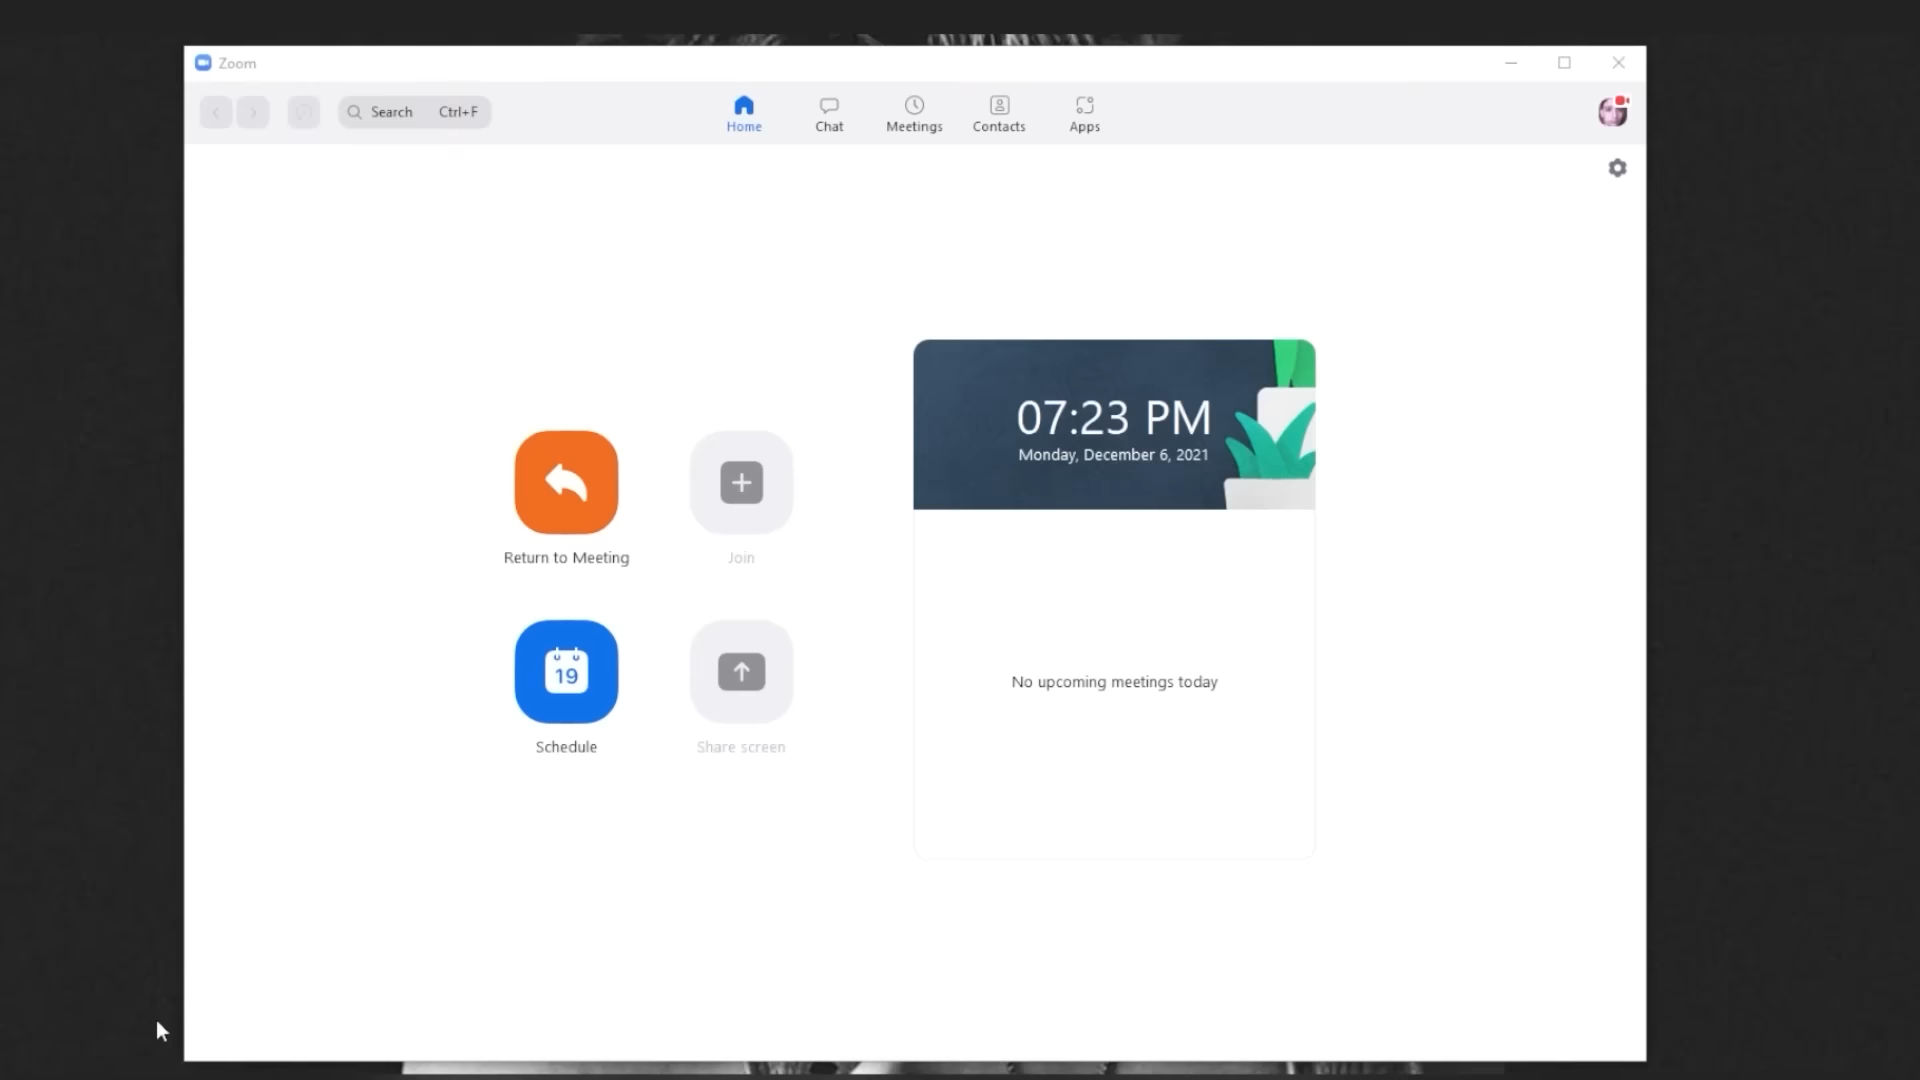 Zoom
Search Ctrl+F
Home
Chat
Meetings
Contacts
Apps
Return to Meeting
Join
19
Schedule
Share screen
07:23 PM
Monday, December 6, 2021
No upcoming meetings today